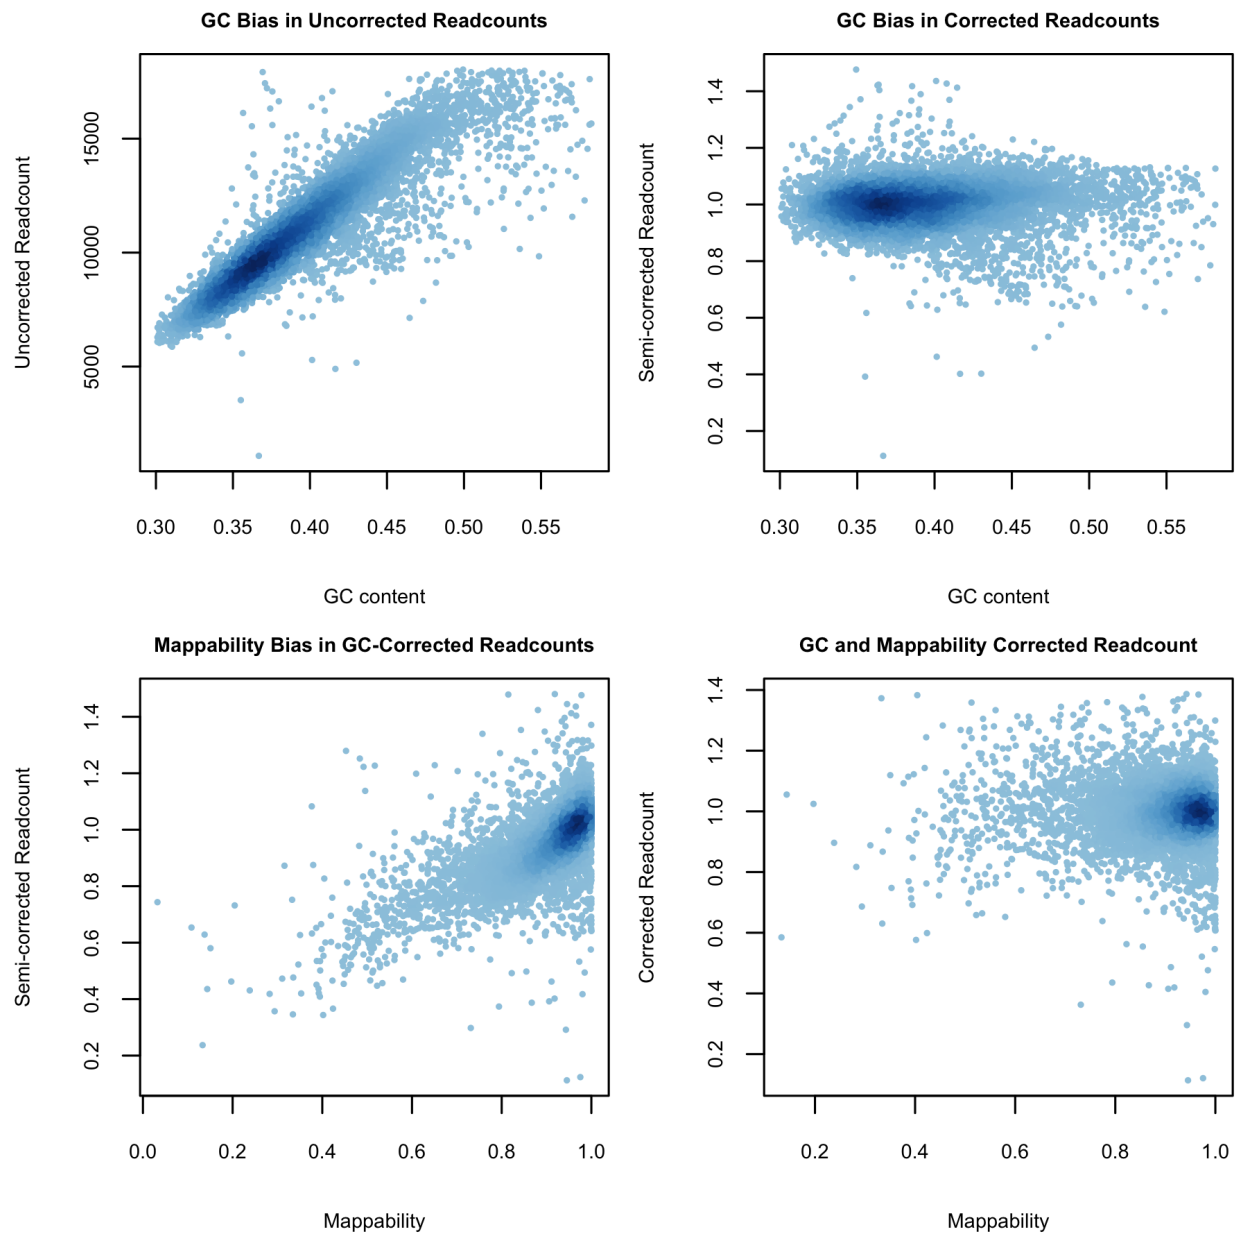 GC Bias in Uncorrected Readcounts
Uncorrected Readcount
15000
10000
5000
0.30 0.35 0.40 0.45 0.50 0.55
GC content
GC Bias in Corrected Readcounts
Semi-corrected Readcount
1.4
1.2
1.0
0.8
0.6
0.4
0.2
0.30 0.35 0.40 0.45 0.50 0.55
GC content
Mappability Bias in GC-Corrected Readcounts
Semi-corrected Readcount
1.4
1.2
1.0
0.8
0.6
0.4
0.2
0.0 0.2 0.4 0.6 0.8 1.0
Mappability
GC and Mappability Corrected Readcount
Corrected Readcount
1.4
1.2
1.0
0.8
0.6
0.4
0.2
0.2 0.4 0.6 0.8 1.0
Mappability